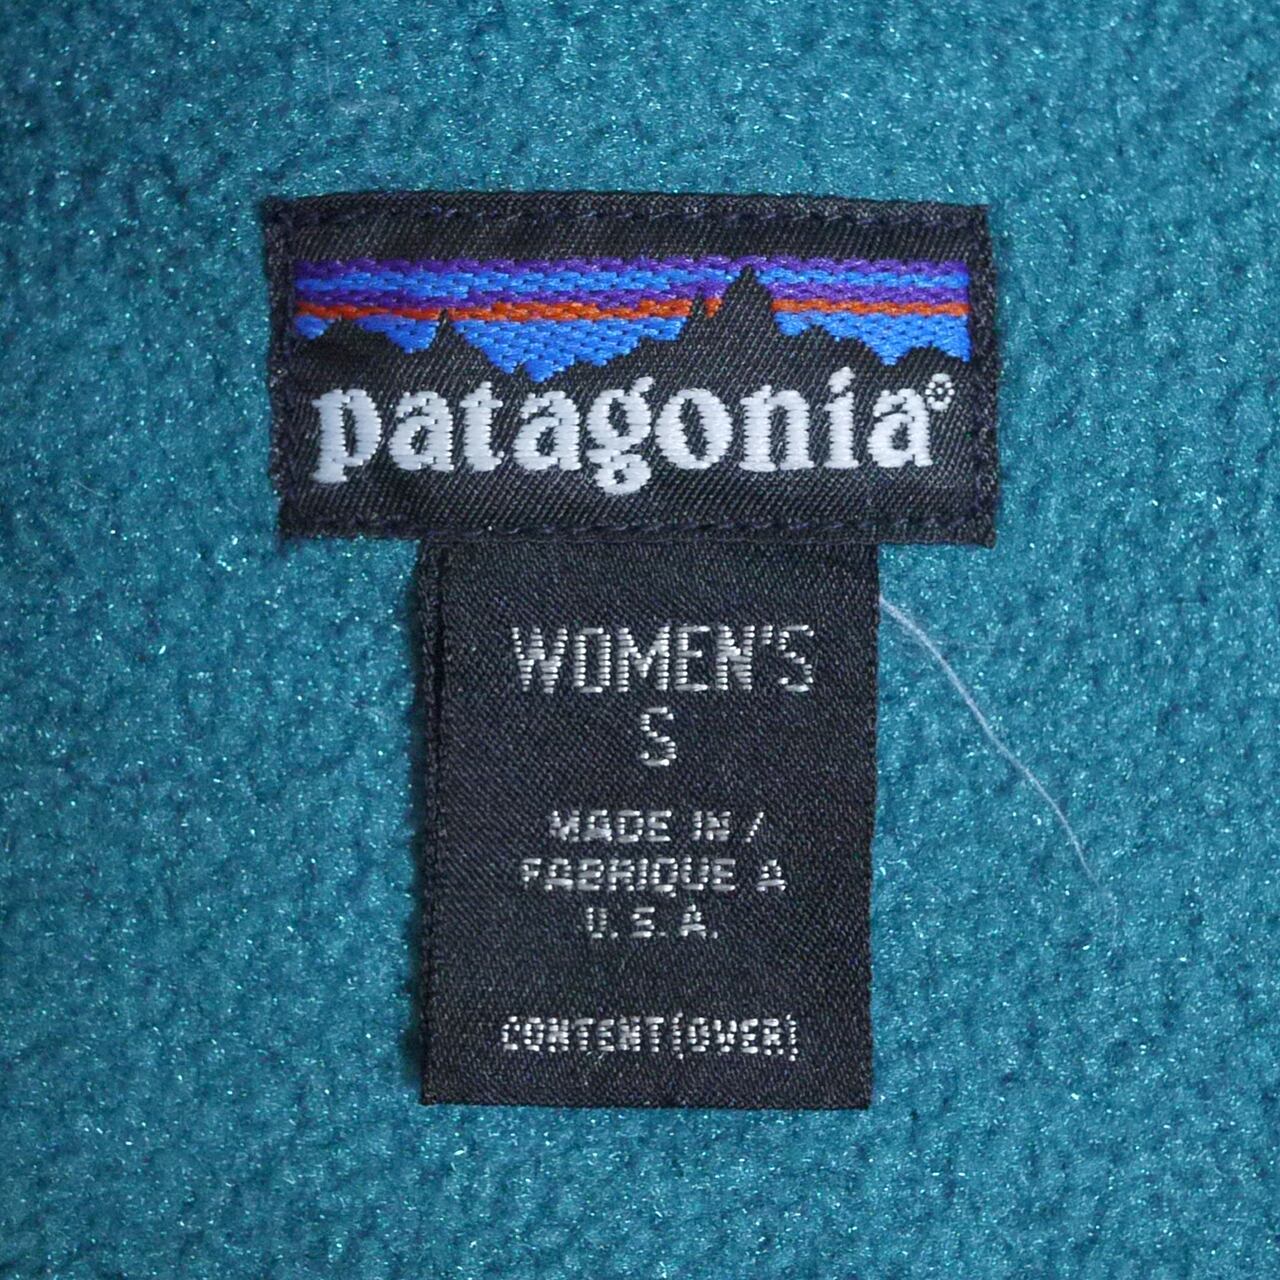 patagonia®
WOMEN'S
S
MADE IN /
FABRIQUE A
U.S.A.
CONTENT (OVER)